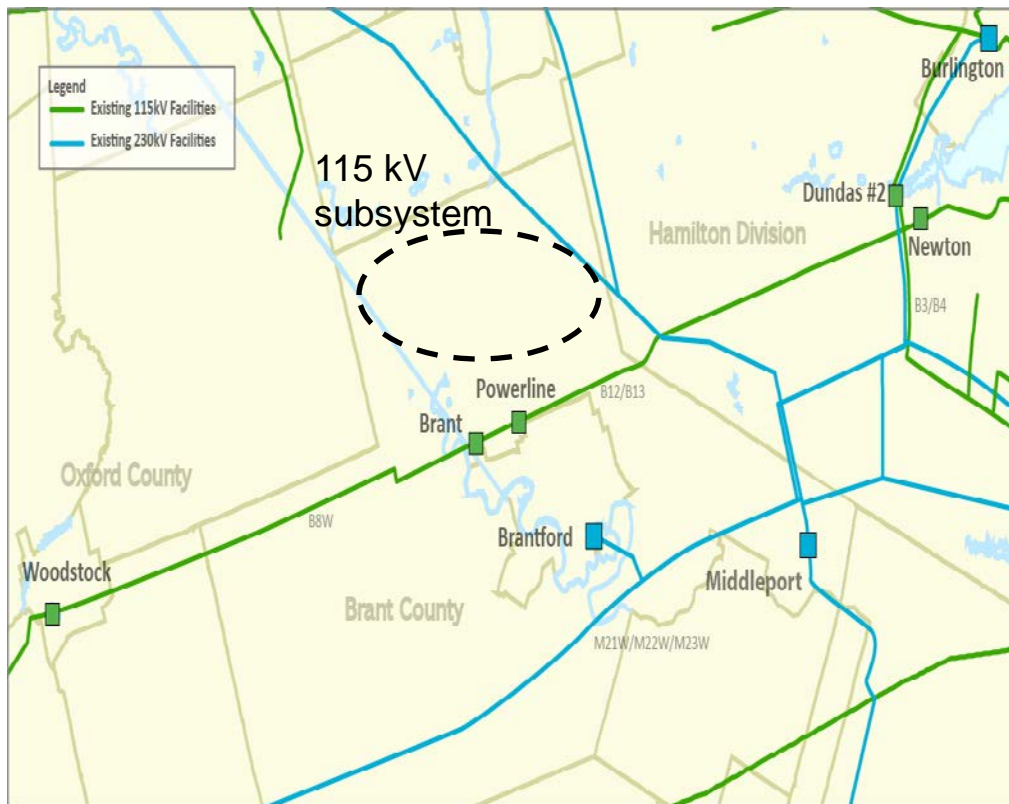 Legend
Existing 115kV Facilities
Existing 230kV Facilities
Burlington
115 kV
subsystem
Dundas #2
Hamilton Division
Newton
B3/B4
Powerline
B12/B13
Brant
Oxford County
B8W
Brantford
Woodstock
Middleport
Brant County
M21W/M22W/M23W